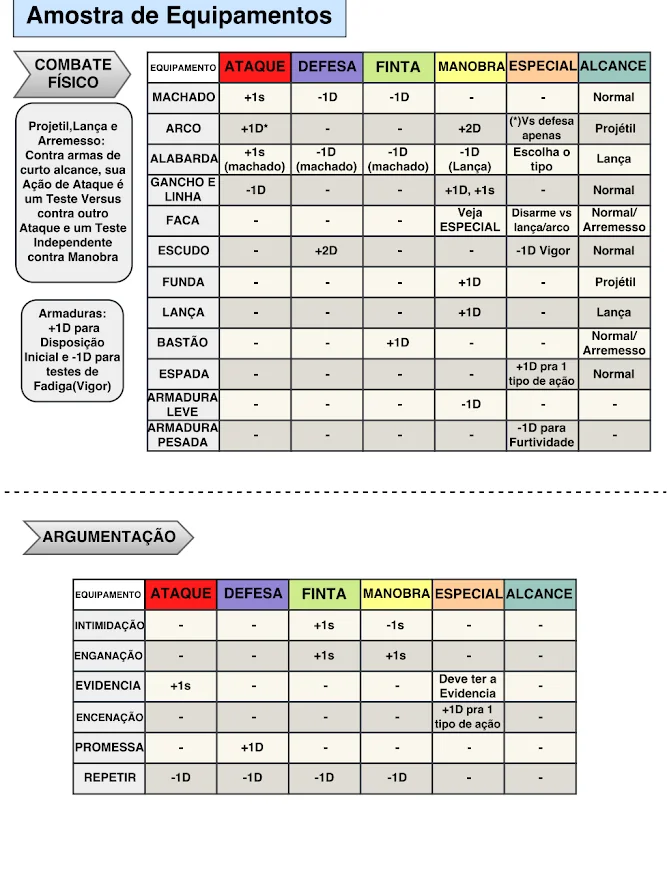 Amostra de Equipamentos
COMBATE
FÍSICO
Projetil,Lança e
Arremesso:
Contra armas de
curto alcance, sua
Ação de Ataque é
um Teste Versus
contra outro
Ataque e um Teste
Independente
contra Manobra
Armaduras:
+1D para
Disposição
Inicial e -1D para
testes de
Fadiga(Vigor)
EQUIPAMENTO ATAQUE DEFESA FINTA MANOBRA ESPECIAL ALCANCE
MACHADO +1s -1D -1D - - Normal
ARCO +1D* - - +2D (*)Vs defesa apenas Projétil
ALABARDA +1s (machado) -1D (machado) -1D (machado) -1D (Lança) Escolha o tipo Lança
GANCHO E LINHA -1D - - +1D, +1s - Normal
FACA - - - Veja ESPECIAL Disarme vs lança/arco Normal/ Arremesso
ESCUDO - +2D - - -1D Vigor Normal
FUNDA - - - +1D - Projétil
LANÇA - - - +1D - Lança
BASTÃO - - +1D - - Normal/ Arremesso
ESPADA - - - - +1D pra 1 tipo de ação Normal
ARMADURA LEVE - - - -1D - -
ARMADURA PESADA - - - - -1D para Furtividade -
ARGUMENTAÇÃO
EQUIPAMENTO ATAQUE DEFESA FINTA MANOBRA ESPECIAL ALCANCE
INTIMIDAÇÃO - - +1s -1s - -
ENGANAÇÃO - - +1s +1s - -
EVIDENCIA +1s - - - Deve ter a Evidencia -
ENCENAÇÃO - - - - +1D pra 1 tipo de ação -
PROMESSA - +1D - - - -
REPETIR -1D -1D -1D -1D - -